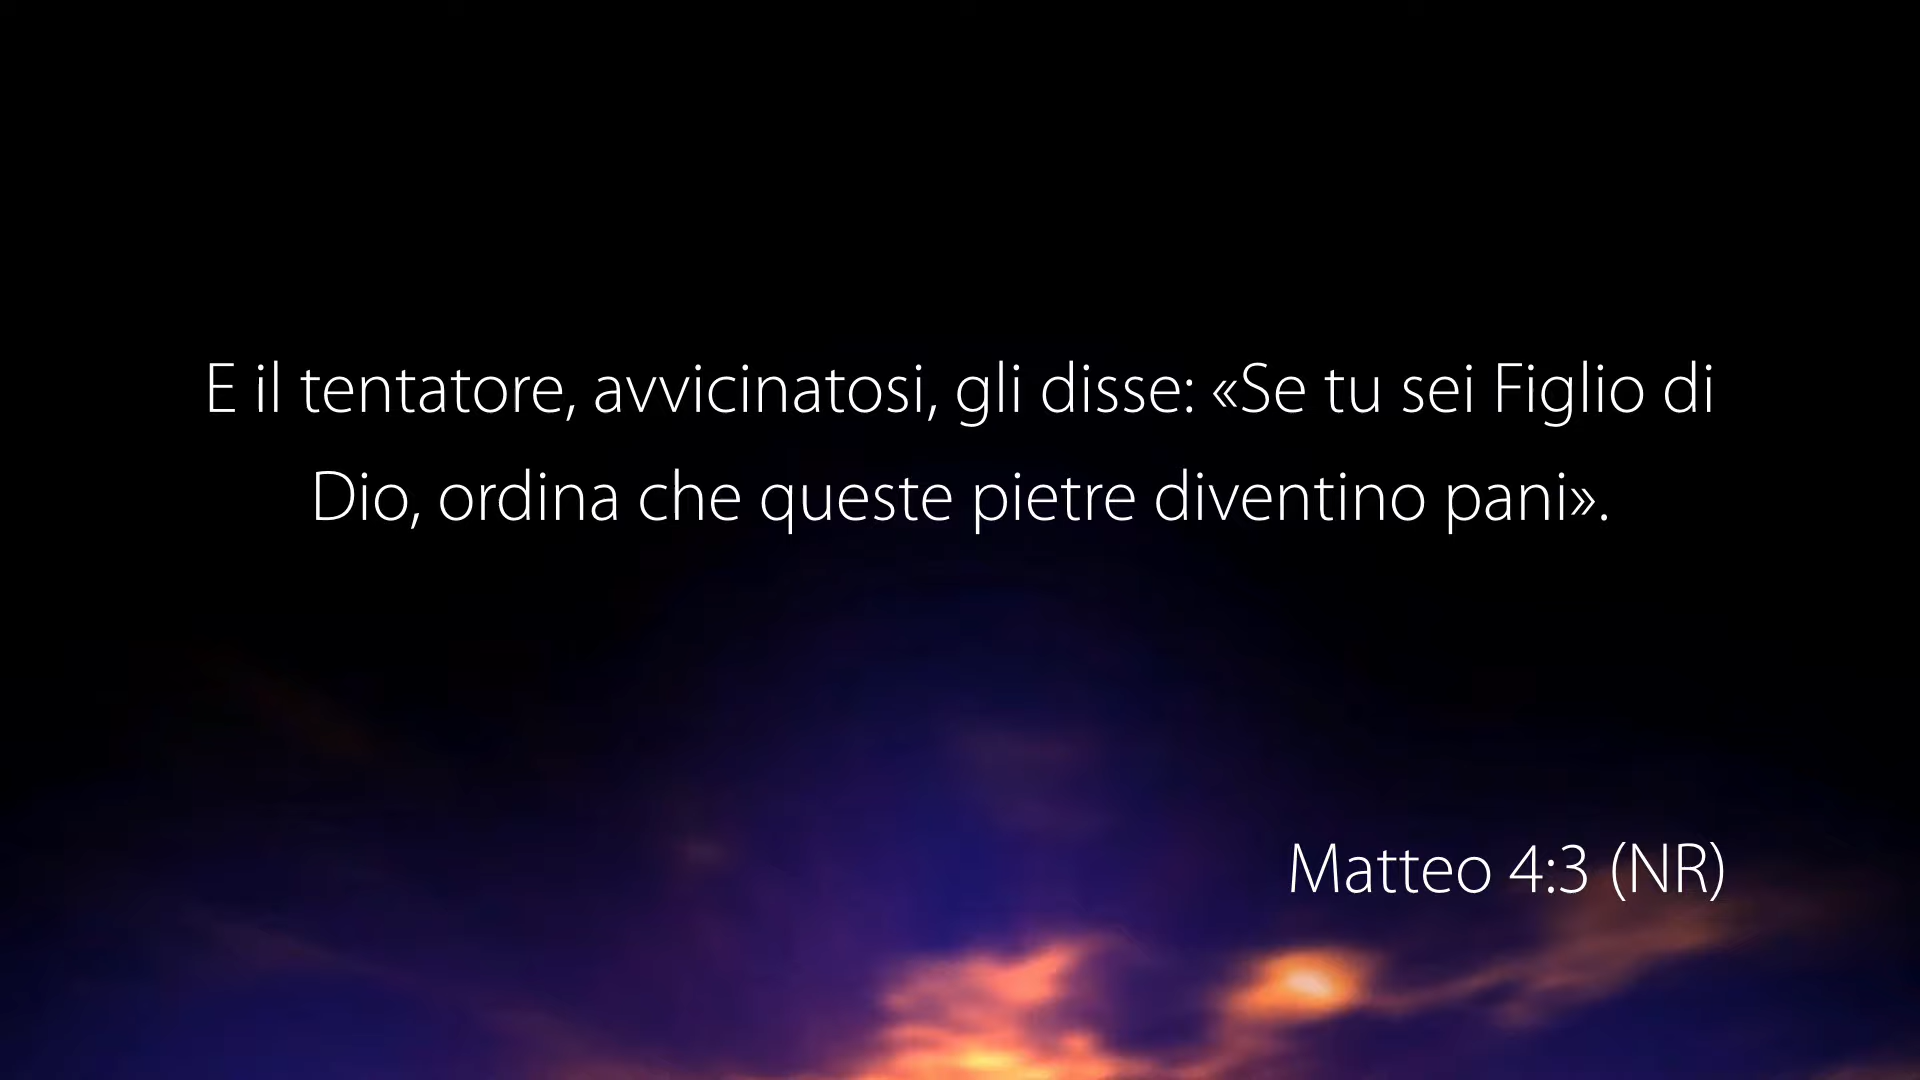 E il tentatore, avvicinatosi, gli disse: «Se tu sei Figlio di
Dio, ordina che queste pietre diventino pani».
Matteo 4:3 (NR)